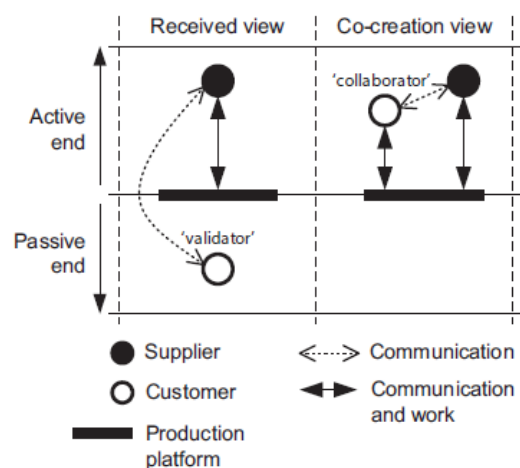 Received view
Co-creation view
'collaborator'
Active
end
Passive
end
'validator'
Supplier
Communication
Customer
Communication
and work
Production
platform